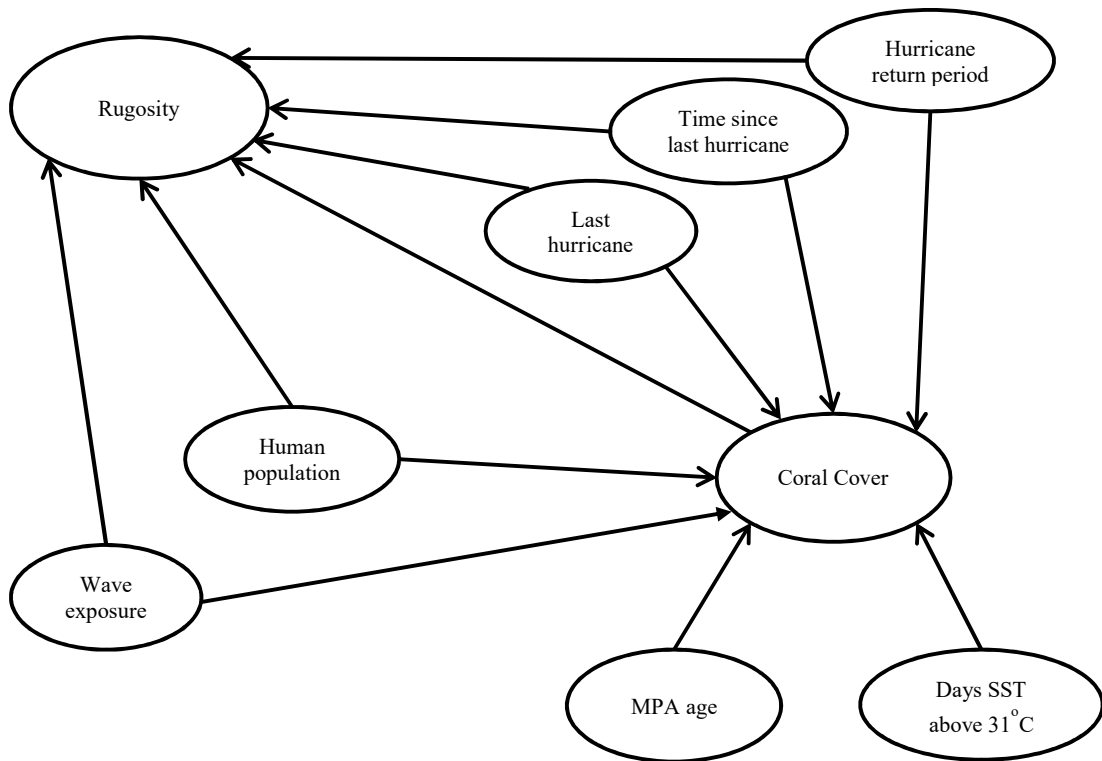 Hurricane
return period
Rugosity
Time since
last hurricane
Last
hurricane
Human
population
Coral Cover
Wave
exposure
MPA age
Days SST
above 31°C